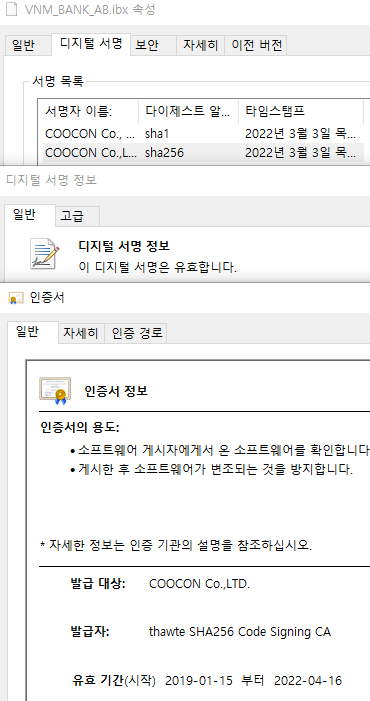 VNM_BANK_AB.ibx 속성
일반 디지털 서명 보안 자세히 이전 버전
서명 목록
서명자 이름: 다이제스트 알... 타임스탬프
COOCON Co., ... sha1 2022년 3월 3일 목...
COOCON Co.,L... sha256 2022년 3월 3일 목...
디지털 서명 정보
일반 고급
디지털 서명 정보
이 디지털 서명은 유효합니다.
인증서
일반 자세히 인증 경로
인증서 정보
인증서의 용도:
• 소프트웨어 게시자에게서 온 소프트웨어를 확인합니다
• 게시한 후 소프트웨어가 변조되는 것을 방지합니다.
* 자세한 정보는 인증 기관의 설명을 참조하십시오.
발급 대상: COOCON Co.,LTD.
발급자: thawte SHA256 Code Signing CA
유효 기간(시작) 2019-01-15 부터 2022-04-16